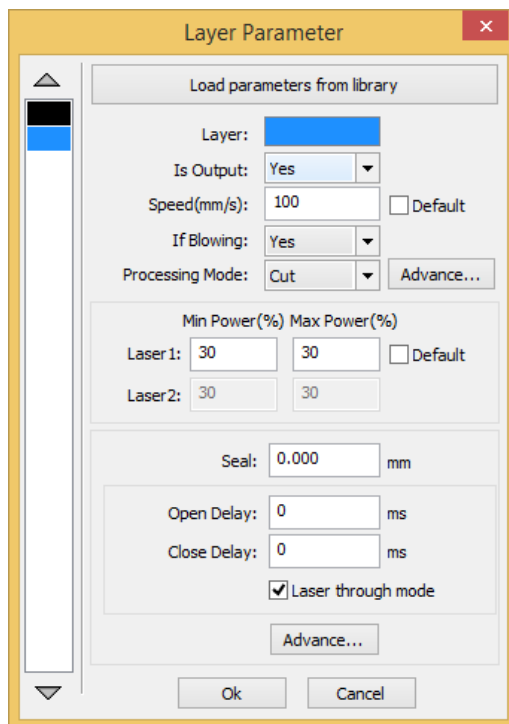 Layer Parameter
Load parameters from library
Layer:
Is Output: Yes
Speed(mm/s): 100 Default
If Blowing: Yes
Processing Mode: Cut Advance...
Min Power(%) Max Power(%)
Laser1: 30 30 Default
Laser2: 30 30
Seal: 0.000 mm
Open Delay: 0 ms
Close Delay: 0 ms
Laser through mode
Advance...
Ok Cancel